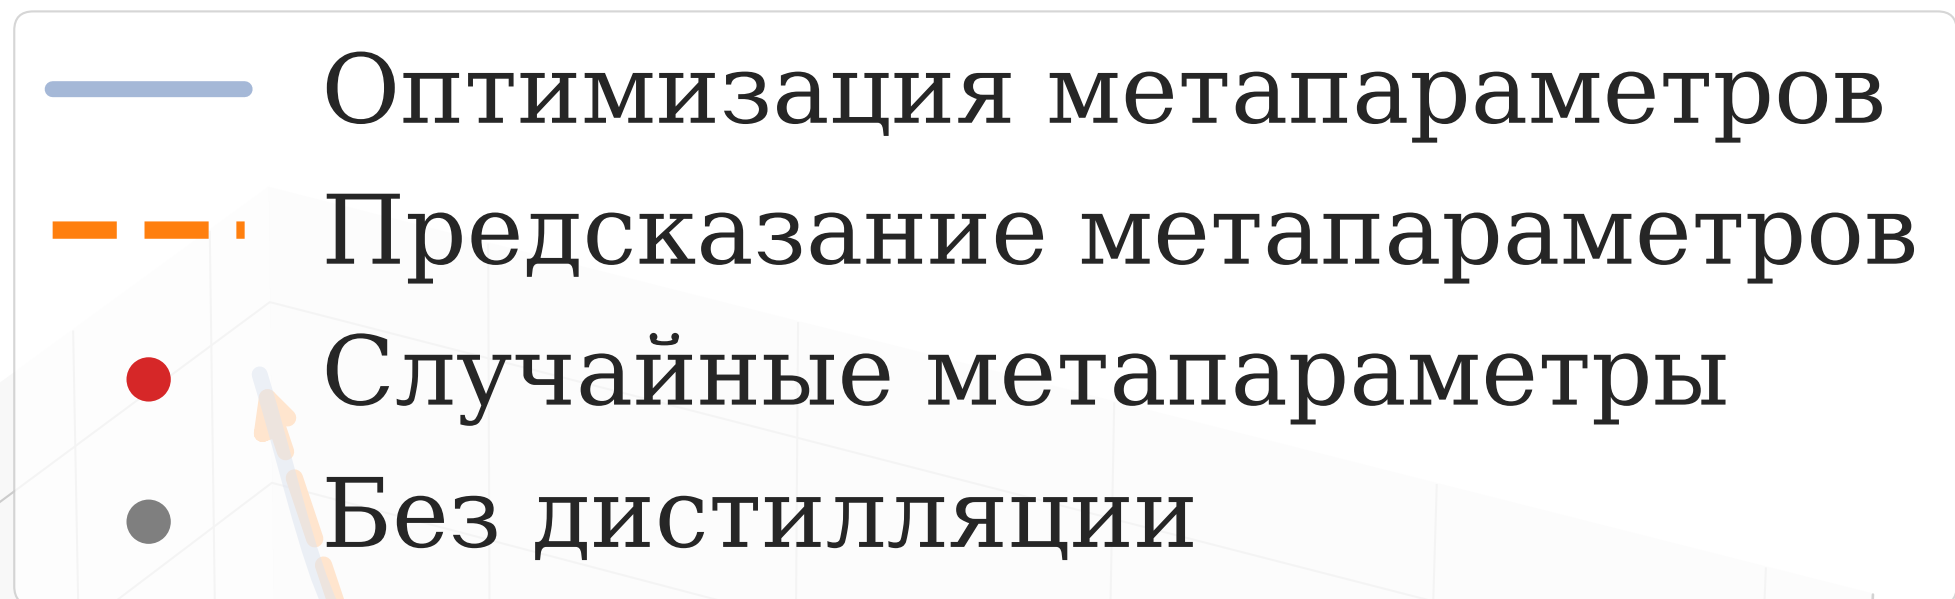 Оптимизация метапараметров
Предсказание метапараметров
Случайные метапараметры
Без дистилляции